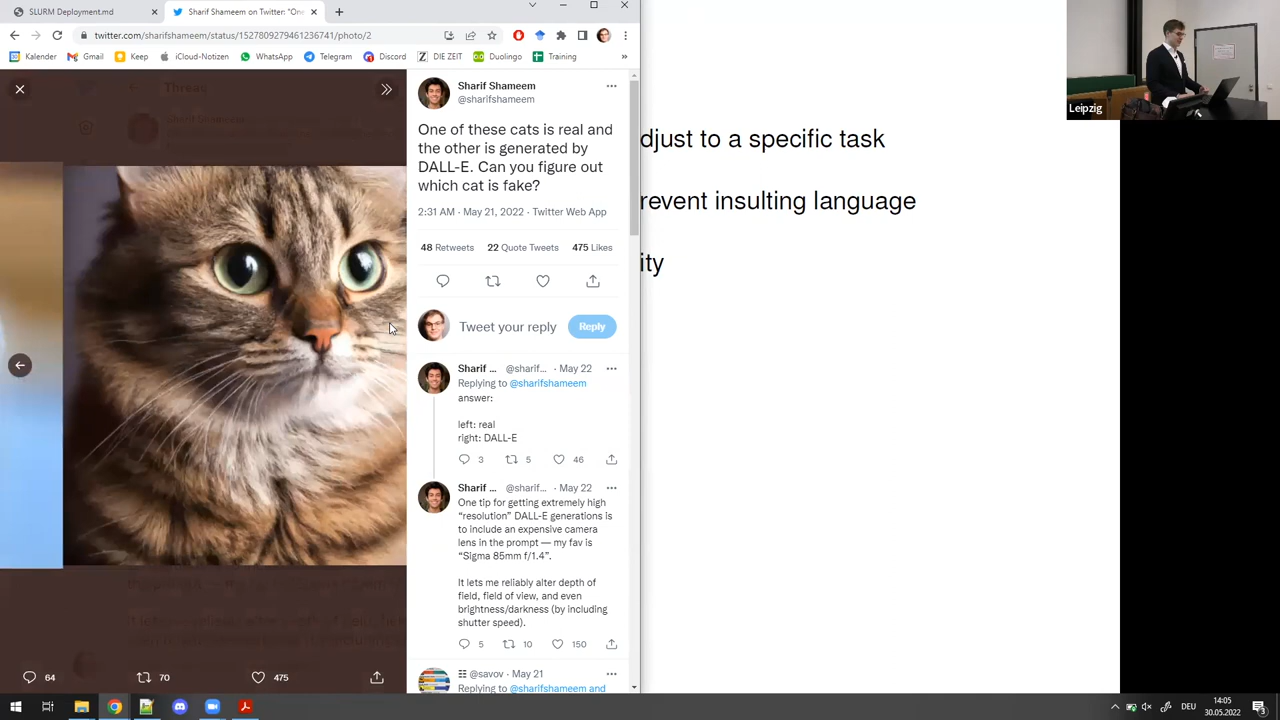 SLURM Deployment.md
Sharif Shameem on Twitter: "One
twitter.com/sharifshameem/status/1527809279461236741/photo/2
Kalender
Gmail
Keep
iCloud-Notizen
WhatsApp
Telegram
Discord
DIE ZEIT
Duolingo
Training
»
Thread
Sharif Shameem
@sharifshameem
One of these cats is real and
the other is generated by
DALL-E. Can you figure out
which cat is fake?
2:31 AM · May 21, 2022 · Twitter Web App
48 Retweets 22 Quote Tweets 475 Likes
Tweet your reply
Reply
Sharif ... @sharif... · May 22
Replying to @sharifshameem
answer:
left: real
right: DALL-E
3 5 46
Sharif ... @sharif... · May 22
One tip for getting extremely high
“resolution” DALL-E generations is
to include an expensive camera
lens in the prompt — my fav is
“Sigma 85mm f/1.4”.
It lets me reliably alter depth of
field, field of view, and even
brightness/darkness (by including
shutter speed).
5 10 150
@savov · May 21
Replying to @sharifshameem and
64 70 475
djust to a specific task
revent insulting language
ity
Leipzig
DEU
14:05
30.05.2022
3